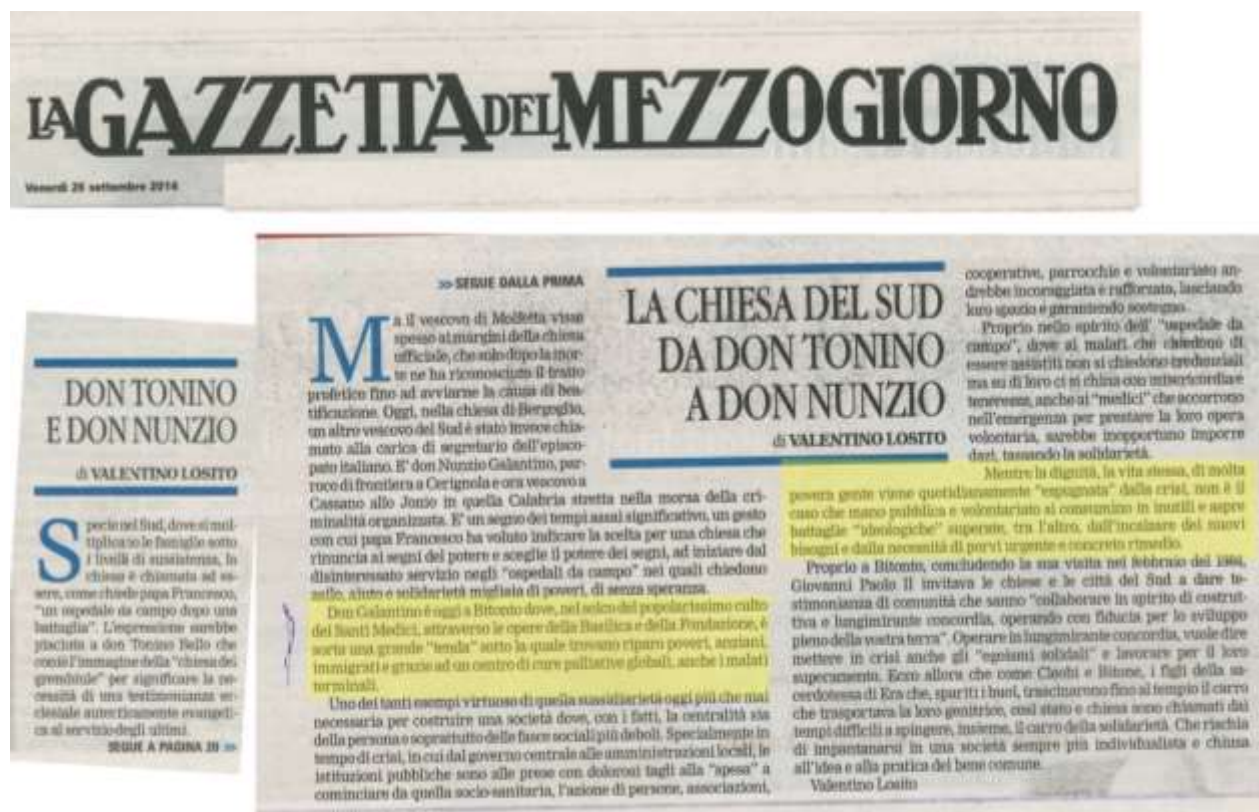 LA GAZZETTA DEL MEZZOGIORNO
Venerdì 26 settembre 2014
DON TONINO
E DON NUNZIO
di VALENTINO LOSITO
Specie nel Sud, dove si mol-
tiplicano le famiglie sotto
i livelli di sussistenza, la
chiesa è chiamata ad es-
sere, come chiede papa Francesco,
"un ospedale da campo dopo una
battaglia". L'espressione sarebbe
piaciuta a don Tonino Bello che
coniò l'immagine della "chiesa del
grembiule" per significare la ne-
cessità di una testimonianza ec-
clesiale autenticamente evangeli-
ca al servizio degli ultimi.
SEGUE A PAGINA 29 >>
>> SEGUE DALLA PRIMA
Ma il vescovo di Molfetta visse
spesso ai margini della chiesa
ufficiale, che solo dopo la mor-
te ne ha riconosciuto il tratto
profetico fino ad avviarne la causa di bea-
tificazione. Oggi, nella chiesa di Bergoglio,
un altro vescovo del Sud è stato invece chia-
mato alla carica di segretario dell'episco-
pato italiano. E' don Nunzio Galantino, par-
roco di frontiera a Cerignola e ora vescovo a
Cassano allo Jonio in quella Calabria stretta nella morsa della cri-
minalità organizzata. E' un segno dei tempi assai significativo, un gesto
con cui papa Francesco ha voluto indicare la scelta per una chiesa che
rinuncia ai segni del potere e sceglie il potere dei segni, ad iniziare dal
disinteressato servizio negli "ospedali da campo" nei quali chiedono
asilo, aiuto e solidarietà migliaia di poveri, di senza speranza.
Don Galantino è oggi a Bitonto dove, nel solco del popolarissimo culto
dei Santi Medici, attraverso le opere della Basilica e della Fondazione, è
sorta una grande "tenda" sotto la quale trovano riparo poveri, anziani,
immigrati e grazie ad un centro di cure palliative globali, anche i malati
terminali.
Uno dei tanti esempi virtuoso di quella sussidiarietà oggi più che mai
necessaria per costruire una società dove, con i fatti, la centralità sia
della persona e soprattutto delle fasce sociali più deboli. Specialmente in
tempo di crisi, in cui dal governo centrale alle amministrazioni locali, le
istituzioni pubbliche sono alle prese con dolorosi tagli alla "spesa" a
cominciare da quella socio-sanitaria, l'azione di persone, associazioni,
LA CHIESA DEL SUD
DA DON TONINO
A DON NUNZIO
di VALENTINO LOSITO
cooperative, parrocchie e volontariato an-
drebbe incoraggiata e rafforzata, lasciando
loro spazio e garantendo sostegno.
Proprio nello spirito dell' "ospedale da
campo", dove ai malati che chiedono di
essere assistiti non si chiedono credenziali
ma su di loro ci si china con misericordia e
tenerezza, anche ai "medici" che accorrono
nell'emergenza per prestare la loro opera
volontaria, sarebbe inopportuno imporre
dazi, tassando la solidarietà.
Mentre la dignità, la vita stessa, di molta
povera gente viene quotidianamente "espugnata" dalla crisi, non è il
caso che mano pubblica e volontariato si consumino in inutili e aspre
battaglie "ideologiche" superate, tra l'altro, dall'incalzare dei nuovi
bisogni e dalla necessità di porvi urgente e concreto rimedio.
Proprio a Bitonto, concludendo la sua visita nel febbraio del 1984,
Giovanni Paolo II invitava le chiese e le città del Sud a dare te-
stimonianza di comunità che sanno "collaborare in spirito di costrut-
tiva e lungimirante concordia, operando con fiducia per lo sviluppo
pieno della vostra terra". Operare in lungimirante concordia, vuole dire
mettere in crisi anche gli "egoismi solidali" e lavorare per il loro
superamento. Ecco allora che come Cleobi e Bitone, i figli della sa-
cerdotessa di Era che, spariti i buoi, trascinarono fino al tempio il carro
che trasportava la loro genitrice, così stato e chiesa sono chiamati dai
tempi difficili a spingere, insieme, il carro della solidarietà. Che rischia
di impantanarsi in una società sempre più individualista e chiusa
all'idea e alla pratica del bene comune.
Valentino Losito